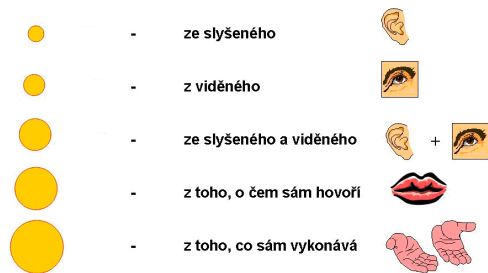 - ze slyšeného
- z viděného
- ze slyšeného a viděného +
- z toho, o čem sám hovoří
- z toho, co sám vykonává